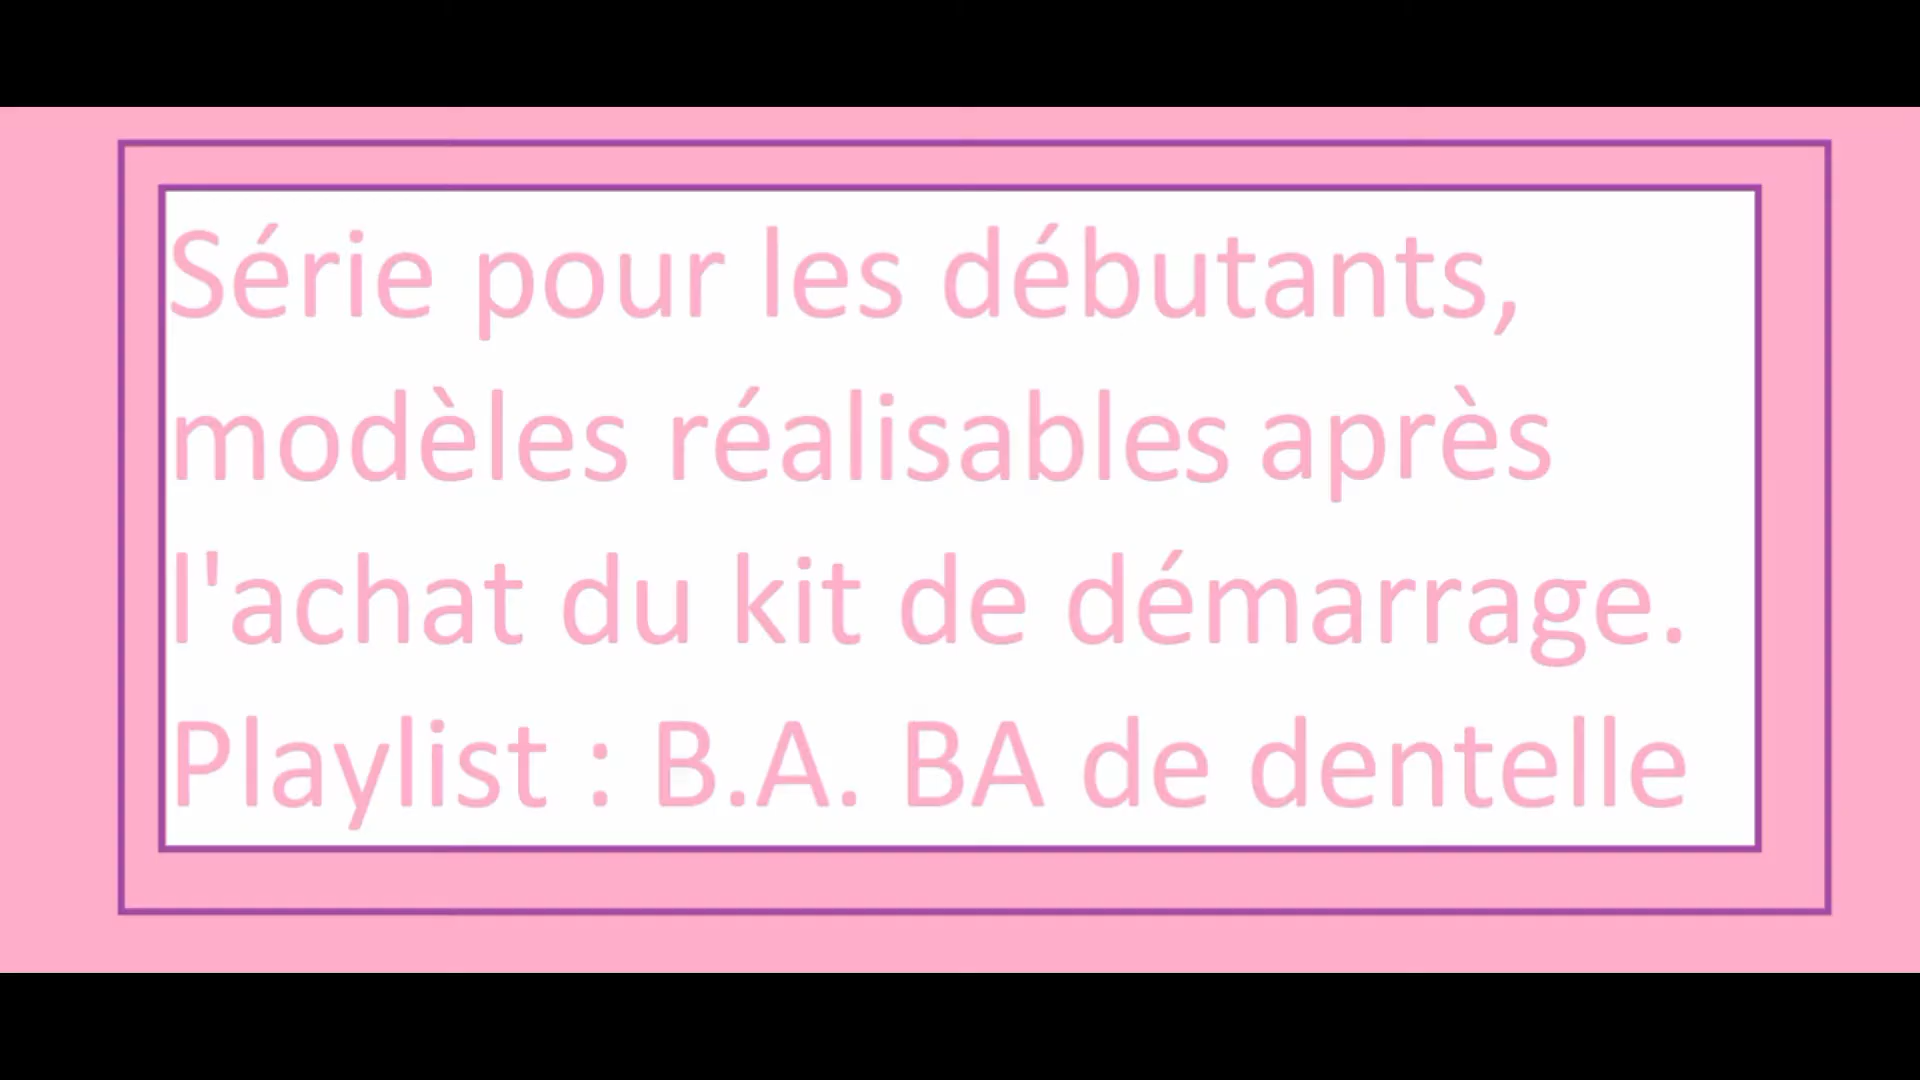 Série pour les débutants,
modèles réalisables après
l'achat du kit de démarrage.
Playlist : B.A. BA de dentelle